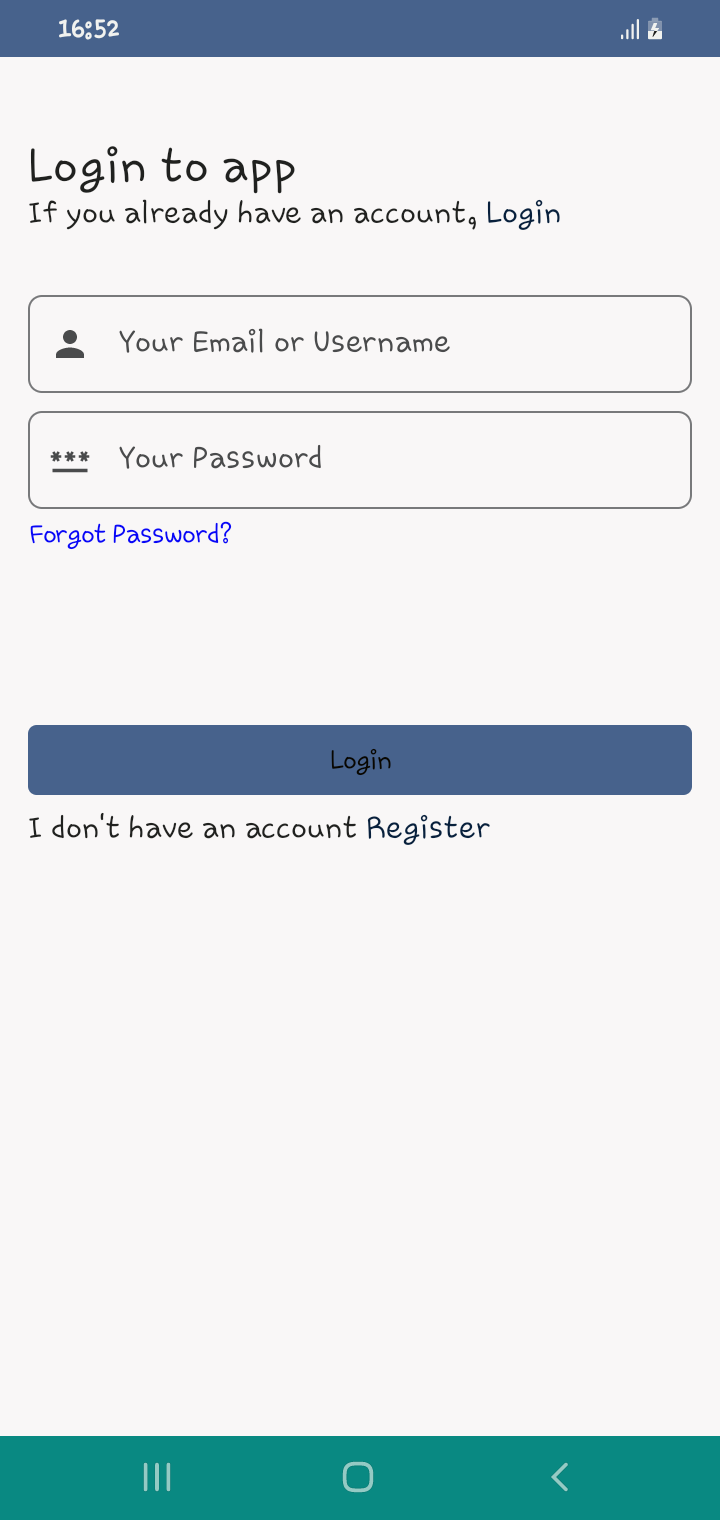 16:52
Login to app
If you already have an account, Login
Your Email or Username
*** Your Password
Forgot Password?
Login
I don't have an account Register